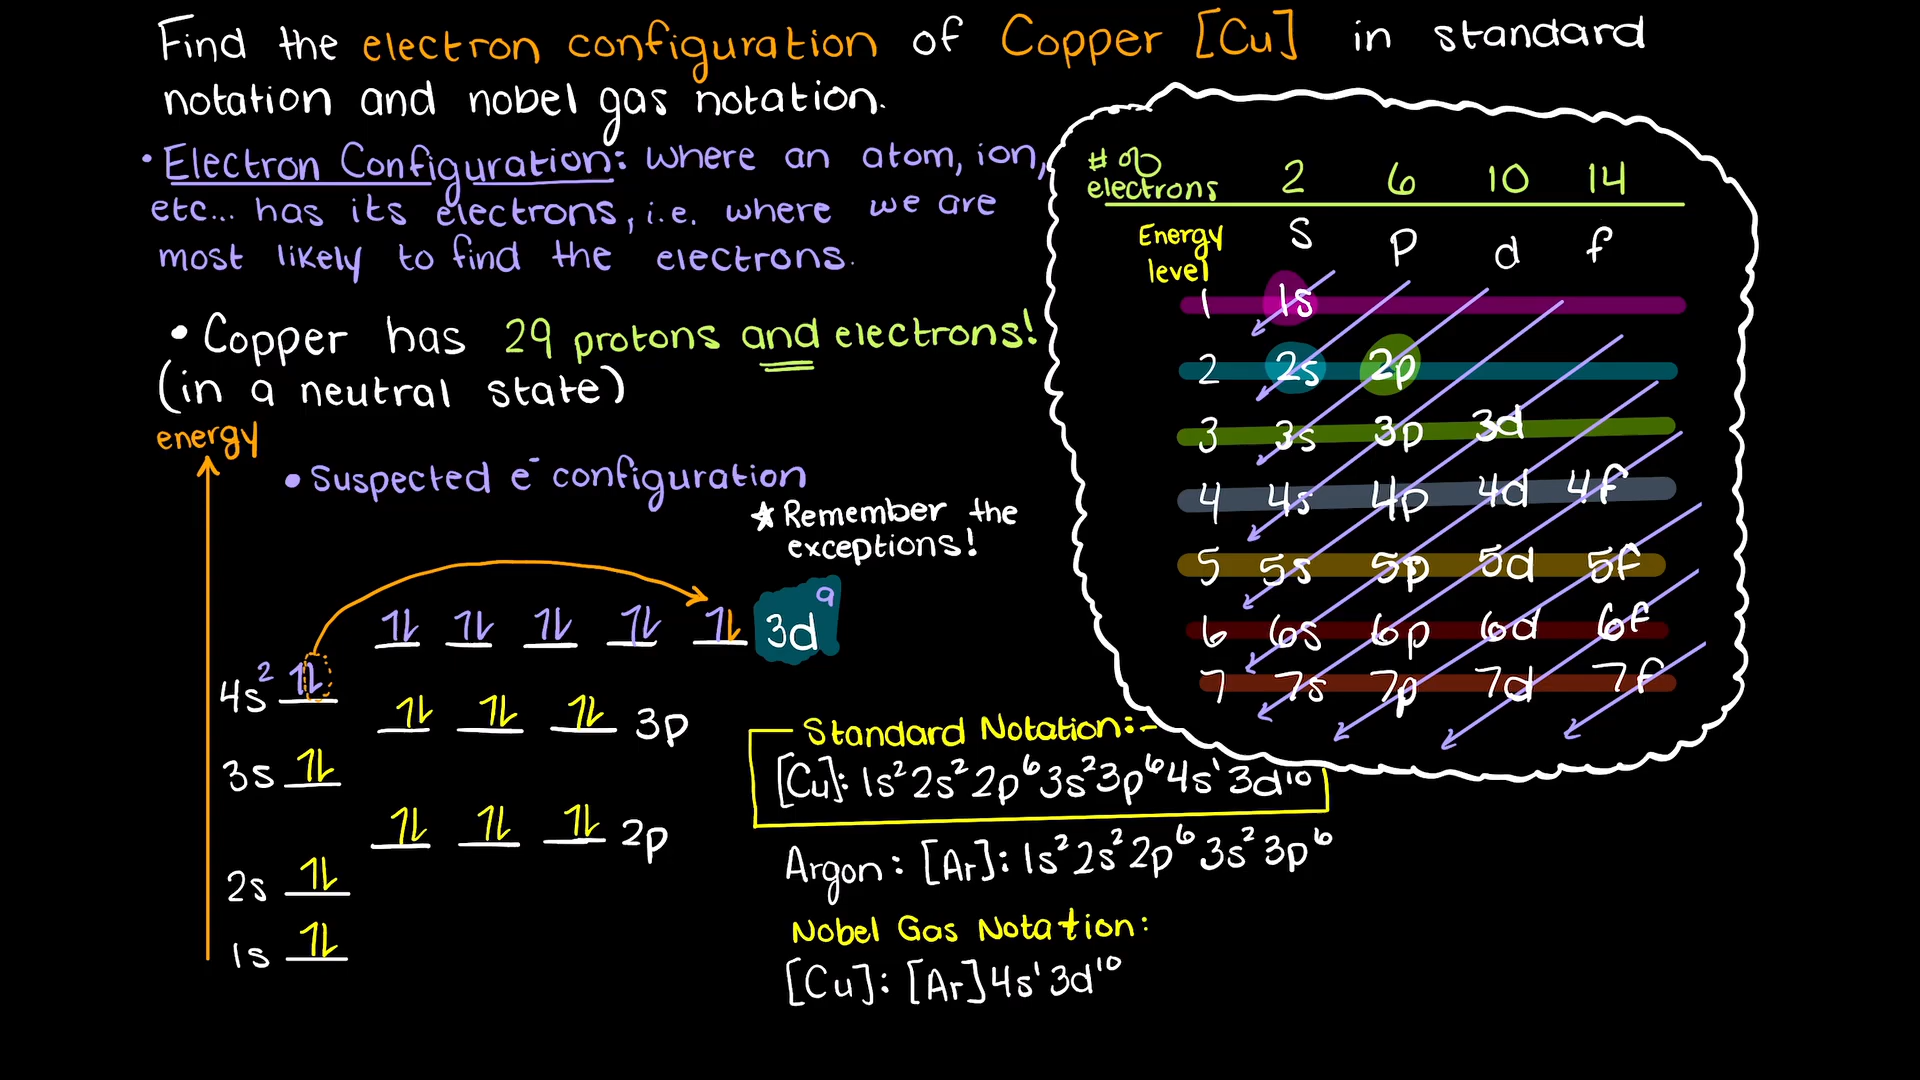 Find the electron configuration of Copper [Cu] in standard
notation and nobel gas notation.
• Electron Configuration: where an atom, ion,
etc... has its electrons, i.e. where we are
most likely to find the electrons.
• Copper has 29 protons and electrons!
(in a neutral state)
energy
• Suspected e⁻ configuration
★ Remember the
exceptions!
3d⁹
4s²
3p
3s
2p
2s
1s
# of
electrons 2 6 10 14
Energy
level s p d f
1 1s
2 2s 2p
3 3s 3p 3d
4 4s 4p 4d 4f
5 5s 5p 5d 5f
6 6s 6p 6d 6f
7 7s 7p 7d 7f
Standard Notation:
[Cu]: 1s²2s²2p⁶3s²3p⁶4s¹3d¹⁰
Argon: [Ar]: 1s²2s²2p⁶3s²3p⁶
Nobel Gas Notation:
[Cu]: [Ar]4s¹3d¹⁰